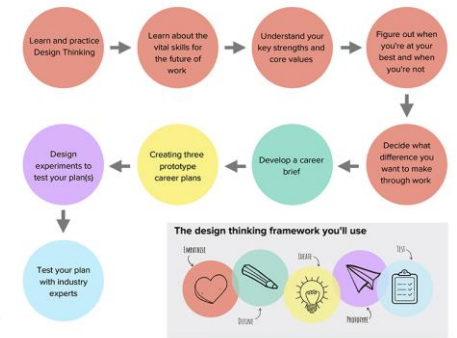 Learn and practice
Design Thinking
Learn about the
vital skills for
the future of
work
Understand your
key strengths and
core values
Figure out when
you're at your
best and when
you're not
Decide what
difference you
want to make
through work
Develop a career
brief
Creating three
prototype
career plans
Design
experiments to
test your plan(s)
Test your plan
with industry
experts
The design thinking framework you'll use
EMPATHISE
DEFINE
IDEATE
PROTOTYPE
TEST